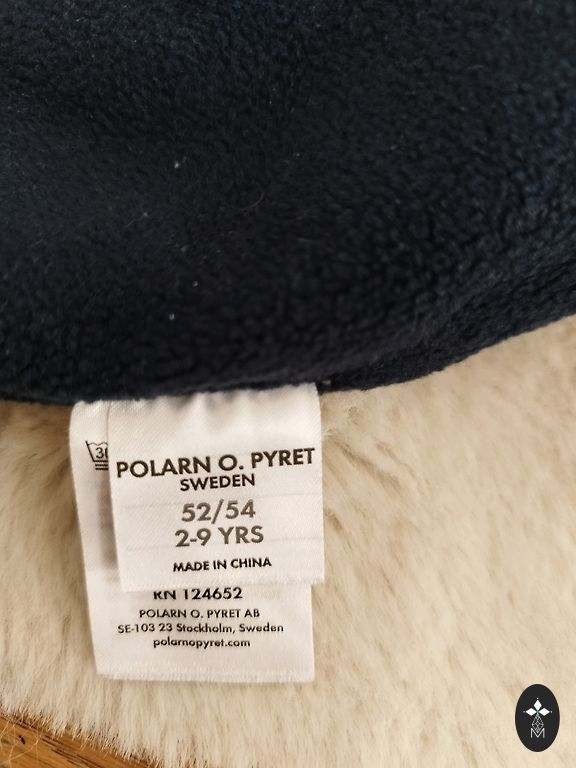 30
POLARN O. PYRET
SWEDEN
52/54
2-9 YRS
MADE IN CHINA
RN 124652
POLARN O. PYRET AB
SE-103 23 Stockholm, Sweden
polarnopyret.com
M